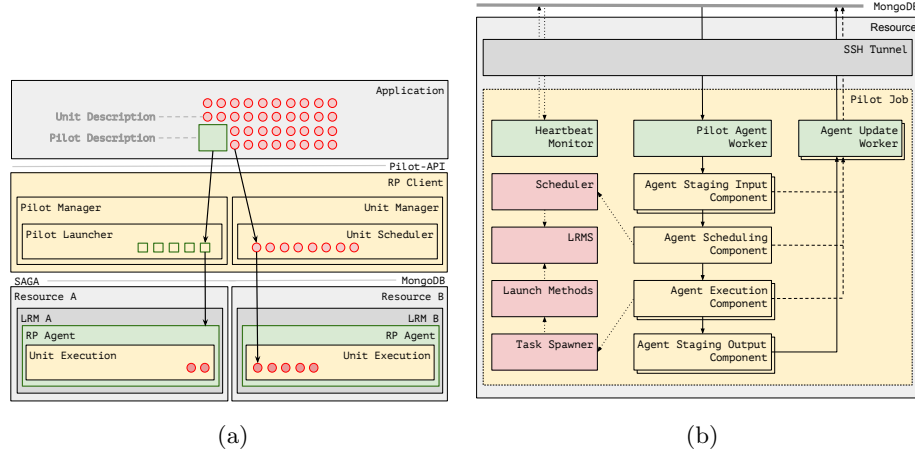 Application
Unit Description
Pilot Description
Pilot-API
RP Client
Pilot Manager
Unit Manager
Pilot Launcher
Unit Scheduler
SAGA
MongoDB
Resource A
Resource B
LRM A
LRM B
RP Agent
RP Agent
Unit Execution
Unit Execution
(a)
MongoDB
Resource
SSH Tunnel
Pilot Job
Heartbeat
Monitor
Pilot Agent
Worker
Agent Update
Worker
Scheduler
Agent Staging Input
Component
LRMS
Agent Scheduling
Component
Launch Methods
Agent Execution
Component
Task Spawner
Agent Staging Output
Component
(b)